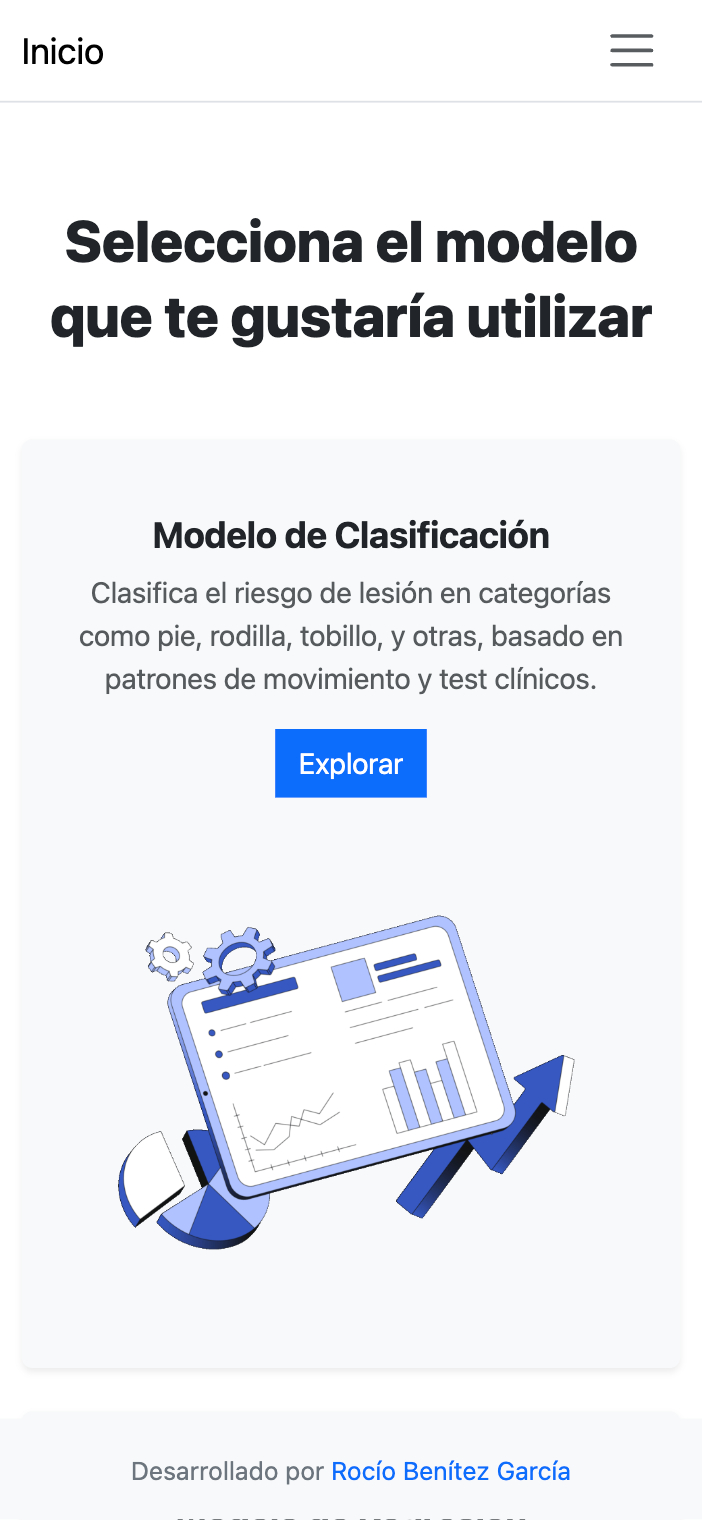 Inicio
Selecciona el modelo
que te gustaría utilizar
Modelo de Clasificación
Clasifica el riesgo de lesión en categorías
como pie, rodilla, tobillo, y otras, basado en
patrones de movimiento y test clínicos.
Explorar
Desarrollado por Rocío Benítez García